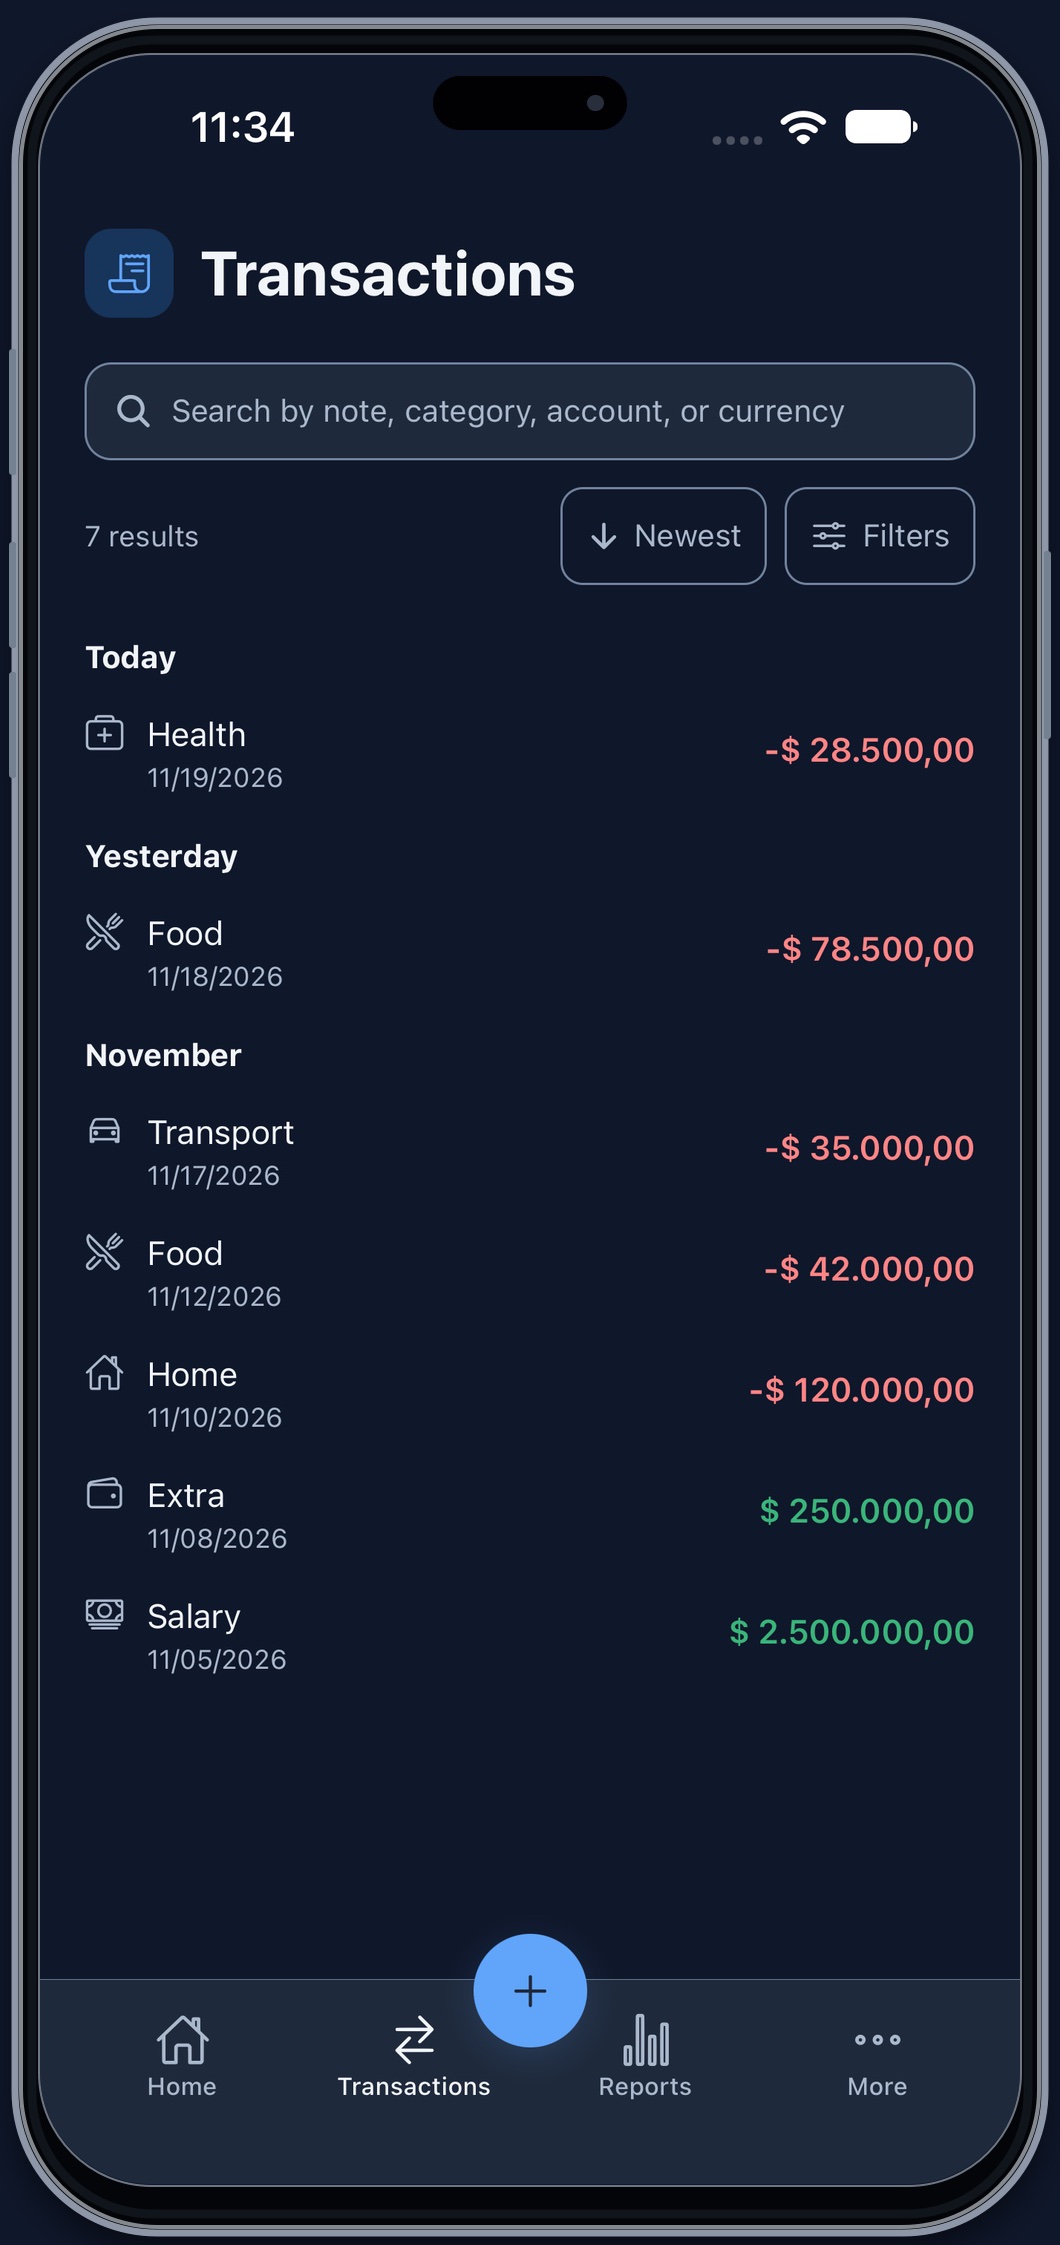 11:34
Transactions
Search by note, category, account, or currency
7 results
Newest
Filters
Today
Health
-$ 28.500,00
11/19/2026
Yesterday
Food
-$ 78.500,00
11/18/2026
November
Transport
-$ 35.000,00
11/17/2026
Food
-$ 42.000,00
11/12/2026
Home
-$ 120.000,00
11/10/2026
Extra
$ 250.000,00
11/08/2026
Salary
$ 2.500.000,00
11/05/2026
Home
Transactions
Reports
More